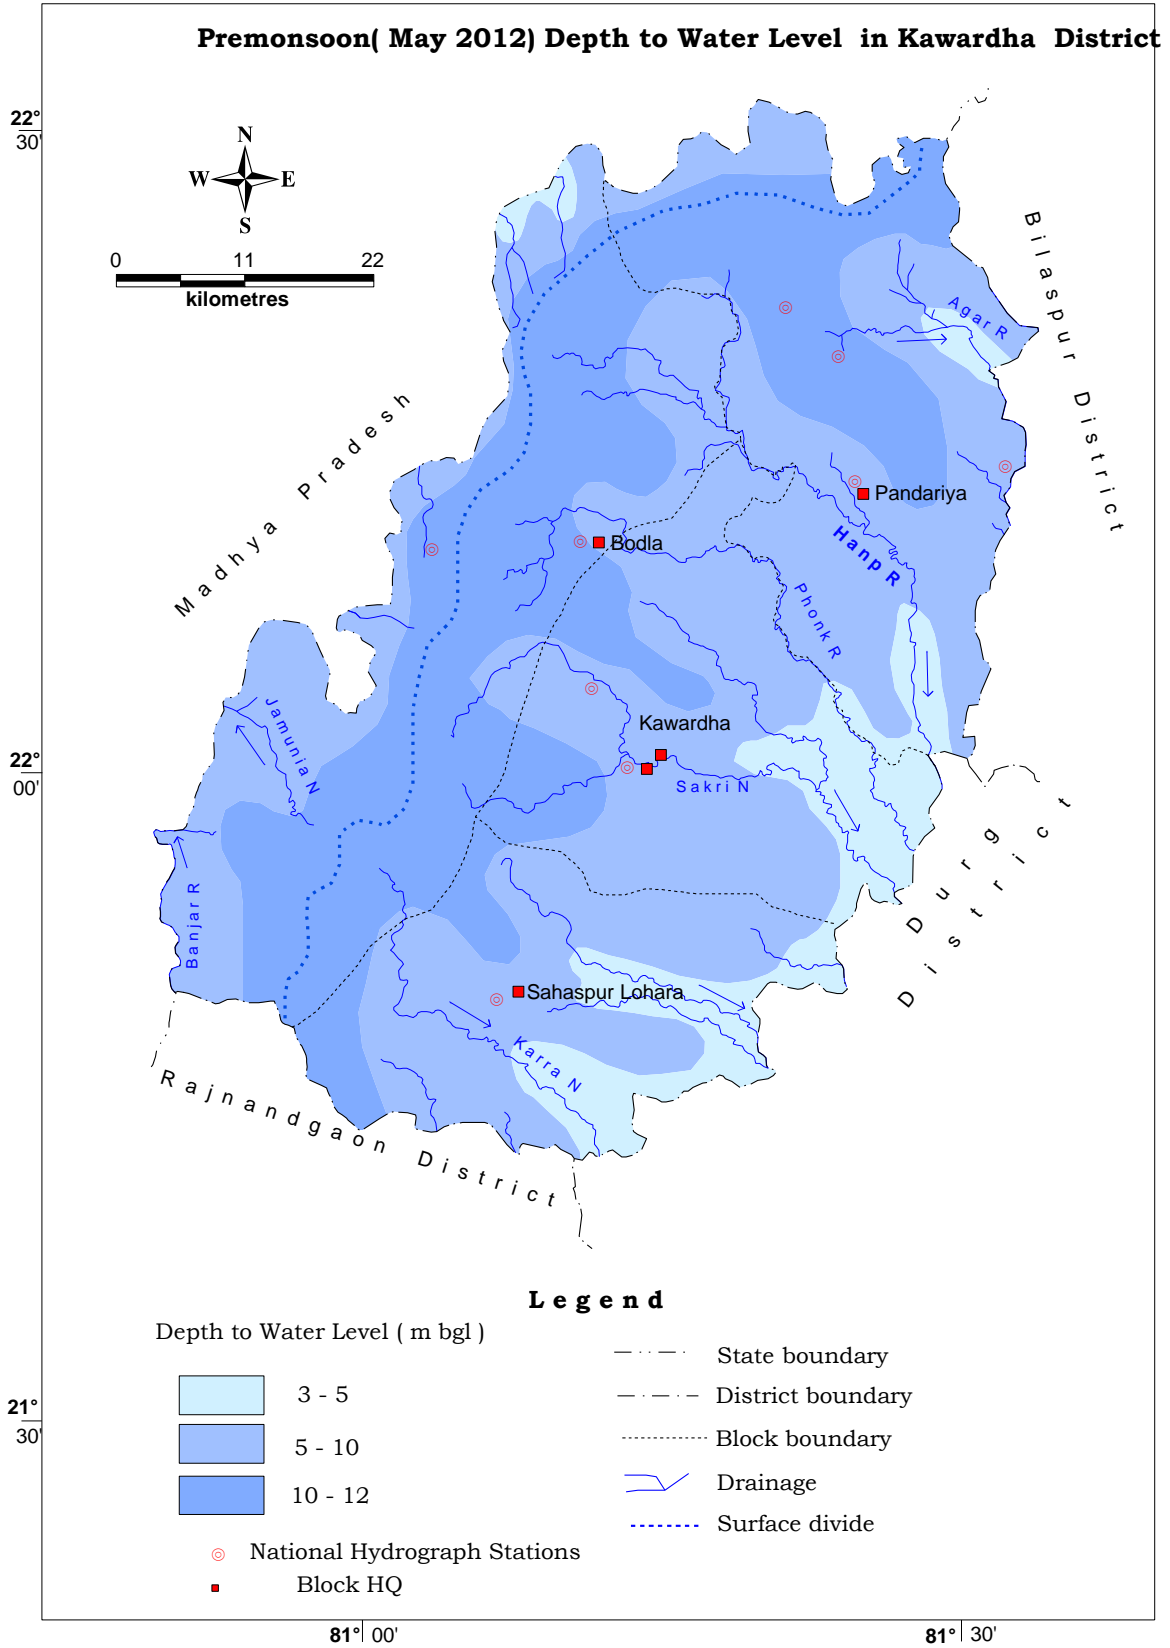 Premonsoon( May 2012) Depth to Water Level in Kawardha District
22°
30'
N
W E
S
0 11 22
kilometres
Bilaspur District
Agar R
Madhya Pradesh
Pandariya
Bodla
Hanp R
Phonk R
Kawardha
Jamunia N
22°
00'
Sakri N
Durg District
Banjar R
Sahaspur Lohara
Karra N
Rajnandgaon District
Legend
Depth to Water Level ( m bgl )
3 - 5
5 - 10
10 - 12
National Hydrograph Stations
Block HQ
State boundary
District boundary
Block boundary
Drainage
Surface divide
21°
30'
81° 00'
81° 30'